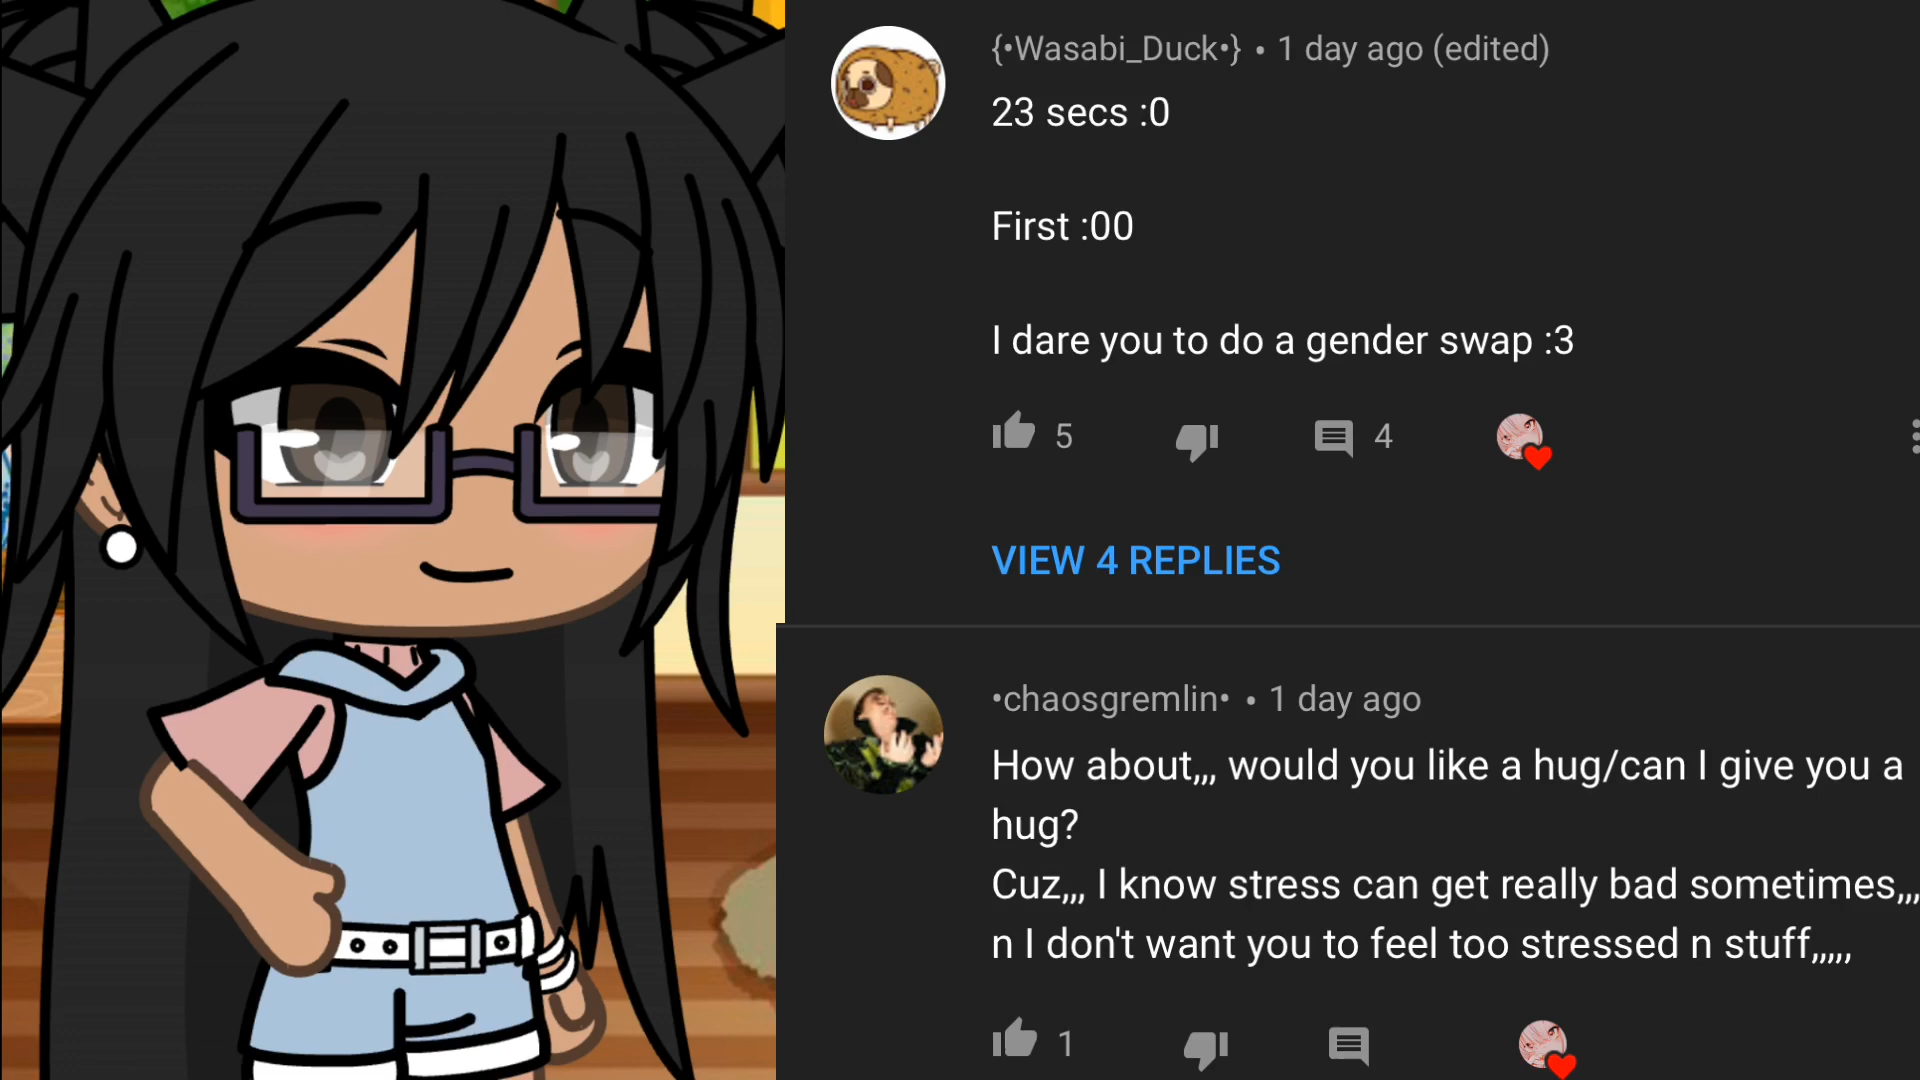 {•Wasabi_Duck•} • 1 day ago (edited)
23 secs :0
First :00
I dare you to do a gender swap :3
5
4
VIEW 4 REPLIES
•chaosgremlin• • 1 day ago
How about,,, would you like a hug/can I give you a
hug?
Cuz,,, I know stress can get really bad sometimes,,,
n I don't want you to feel too stressed n stuff,,,,,
1